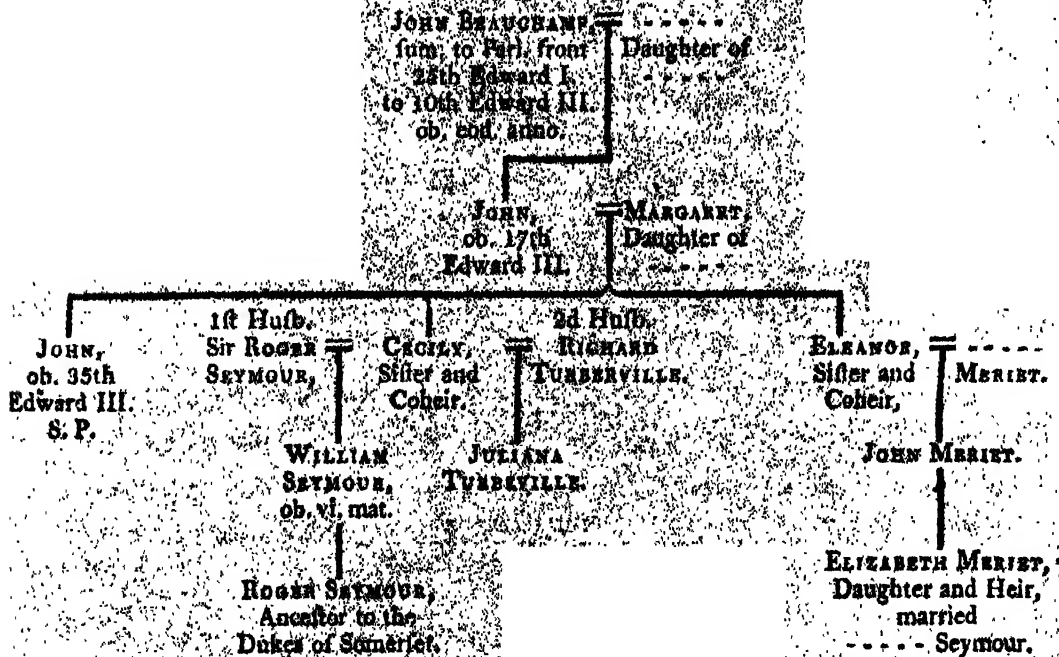 JOHN BEAUCHAMP, = - - - - -
ſum. to Parl. from Daughter of
Edward I. - - - - -
to 10th Edward III.
ob. eod. anno.
JOHN, = MARGARET,
ob. 17th Daughter of
Edward III. - - - - -
JOHN,
ob. 35th
Edward III.
S. P.
1ſt Huſb.
Sir ROGER =
SEYMOUR,
CECILY, =
Siſter and
Coheir.
2d Huſb.
RICHARD
TURBERVILLE.
ELEANOR, = - - - - -
Siſter and MERIET.
Coheir,
WILLIAM
SEYMOUR,
ob. vi. mat.
JULIANA
TURBEVILLE.
JOHN MERIET.
ROGER SEYMOUR,
Anceſtor to the
Dukes of Somerſet.
ELIZABETH MERIET,
Daughter and Heir,
married
- - - - - Seymour.